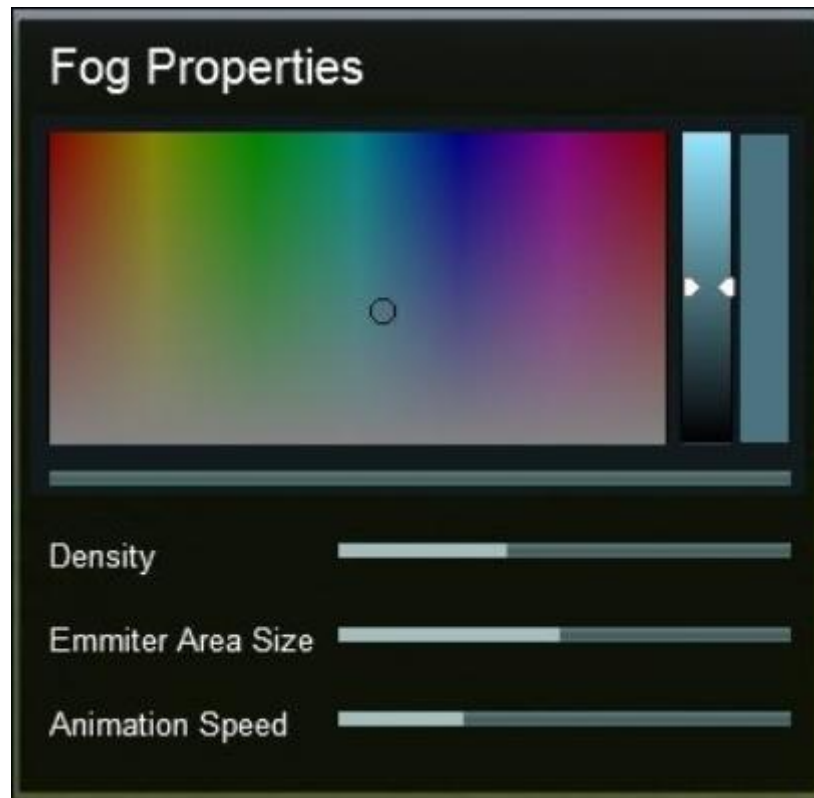 Fog Properties
Density
Emmiter Area Size
Animation Speed